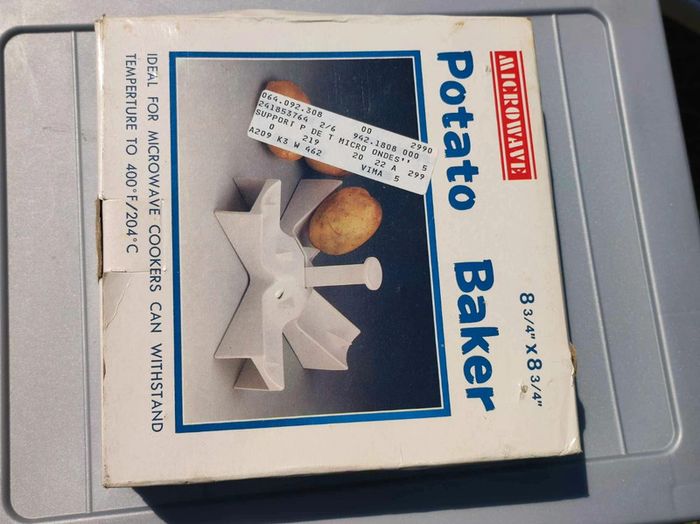 MICROWAVE
Potato Baker
8 3/4" X 8 3/4"
064.092.308 00 2990
241853764 2/6 942.1808 000
SUPPORT P DE T MICRO ONDES'' 5
0 219 20 22 A 299
A209 K3 W 462 VIMA 5
IDEAL FOR MICROWAVE COOKERS CAN WITHSTAND
TEMPERTURE TO 400°F/204°C